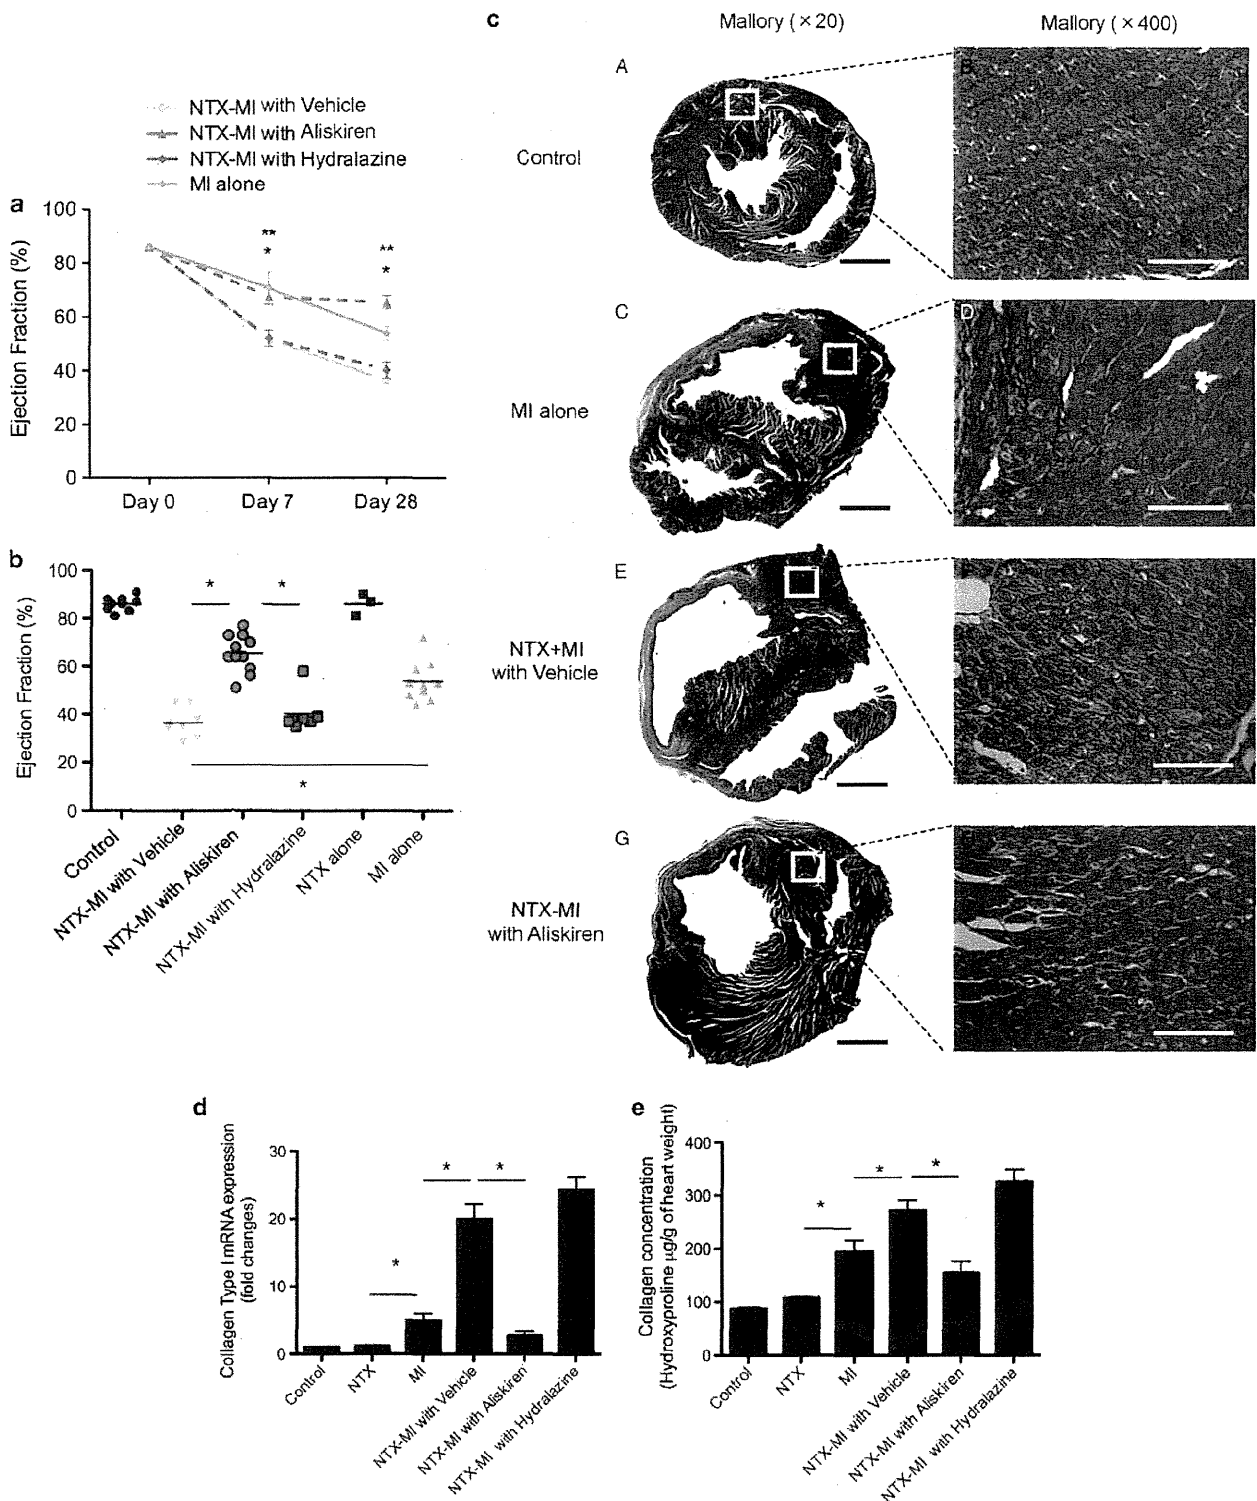 c
Mallory (×20)
Mallory (×400)
NTX-MI with Vehicle
NTX-MI with Aliskiren
NTX-MI with Hydralazine
MI alone
a
100
80
60
40
20
0
Ejection Fraction (%)
**
*
**
*
Day 0
Day 7
Day 28
b
100
80
60
40
20
0
Ejection Fraction (%)
*
*
*
Control
NTX-MI with Vehicle
NTX-MI with Aliskiren
NTX-MI with Hydralazine
NTX alone
MI alone
A
B
Control
C
D
MI alone
E
NTX+MI
with Vehicle
G
NTX-MI
with Aliskiren
d
Collagen Type I mRNA expression
(fold changes)
30
20
10
0
*
*
*
Control
NTX
MI
NTX-MI with Vehicle
NTX-MI with Aliskiren
NTX-MI with Hydralazine
e
Collagen concentration
(Hydroxyproline μg/g of heart weight)
400
300
200
100
0
*
*
*
Control
NTX
MI
NTX-MI with Vehicle
NTX-MI with Aliskiren
NTX-MI with Hydralazine